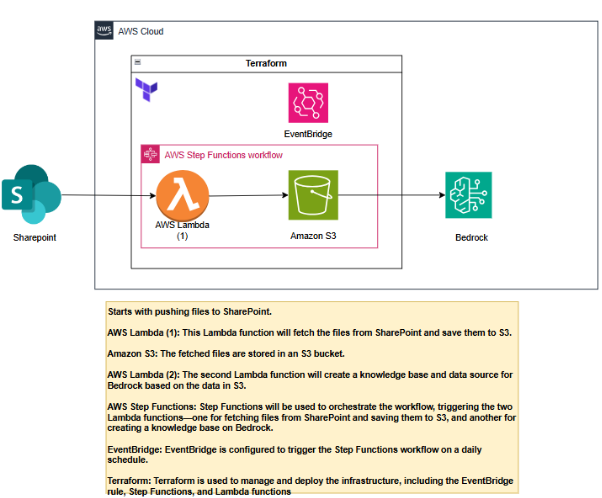 aws
AWS Cloud
Terraform
EventBridge
AWS Step Functions workflow
S
Sharepoint
AWS Lambda
(1)
Amazon S3
Bedrock
Starts with pushing files to SharePoint.
AWS Lambda (1): This Lambda function will fetch the files from SharePoint and save them to S3.
Amazon S3: The fetched files are stored in an S3 bucket.
AWS Lambda (2): The second Lambda function will create a knowledge base and data source for
Bedrock based on the data in S3.
AWS Step Functions: Step Functions will be used to orchestrate the workflow, triggering the two
Lambda functions—one for fetching files from SharePoint and saving them to S3, and another for
creating a knowledge base on Bedrock.
EventBridge: EventBridge is configured to trigger the Step Functions workflow on a daily
schedule.
Terraform: Terraform is used to manage and deploy the infrastructure, including the EventBridge
rule, Step Functions, and Lambda functions